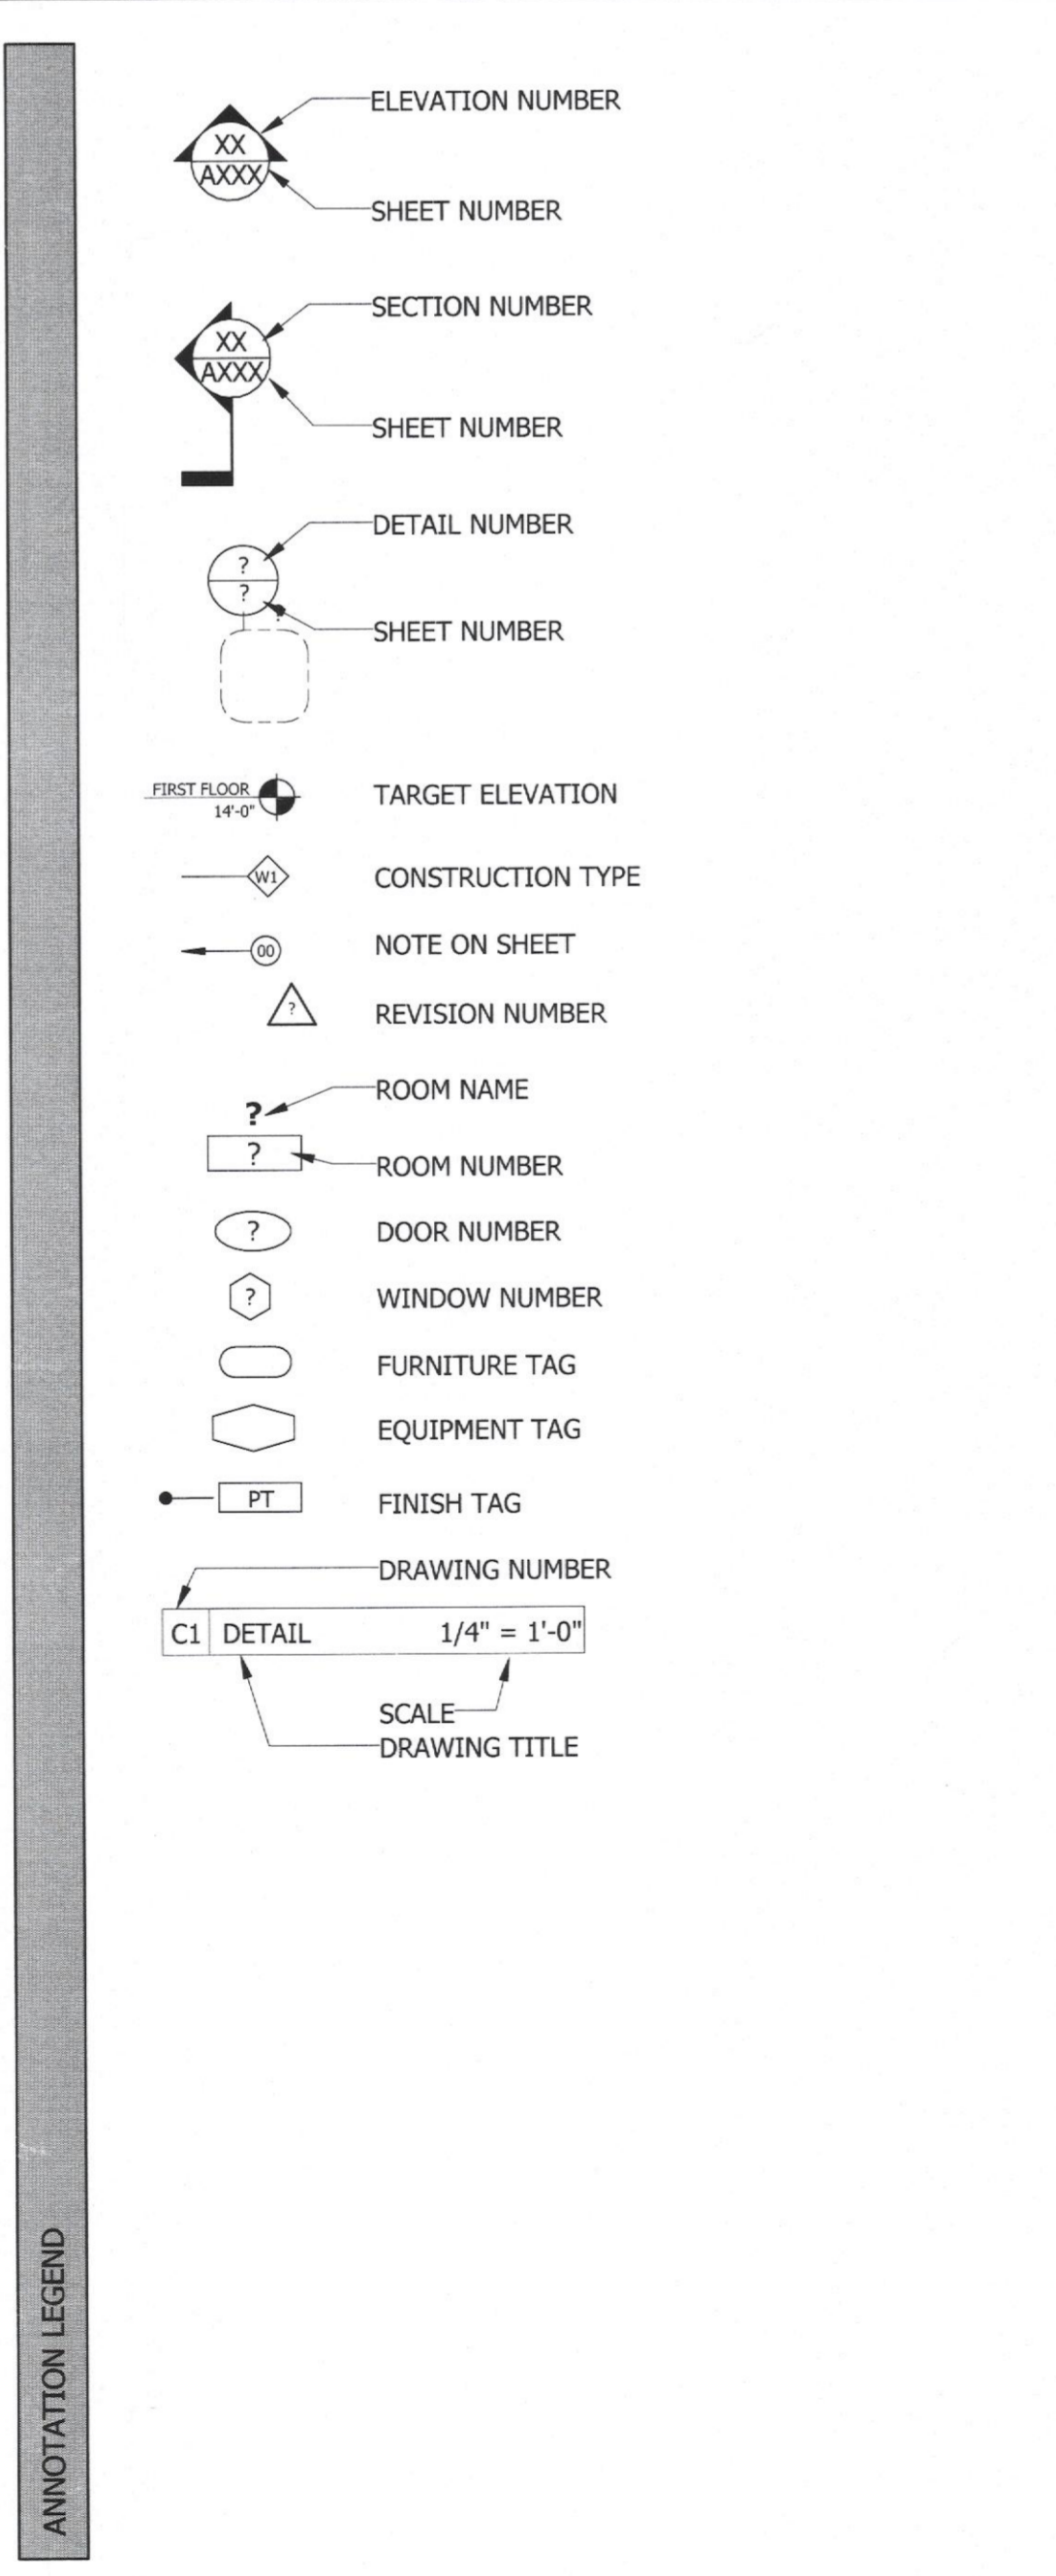 ELEVATION NUMBER
XX
AXXX
SHEET NUMBER
SECTION NUMBER
XX
AXXX
SHEET NUMBER
DETAIL NUMBER
?
?
?
SHEET NUMBER
FIRST FLOOR
14'-0"
TARGET ELEVATION
W1
CONSTRUCTION TYPE
00
NOTE ON SHEET
?
REVISION NUMBER
ROOM NAME
?
?
ROOM NUMBER
?
DOOR NUMBER
?
WINDOW NUMBER
FURNITURE TAG
EQUIPMENT TAG
PT
FINISH TAG
DRAWING NUMBER
C1 DETAIL 1/4" = 1'-0"
SCALE
DRAWING TITLE
ANNOTATION LEGEND